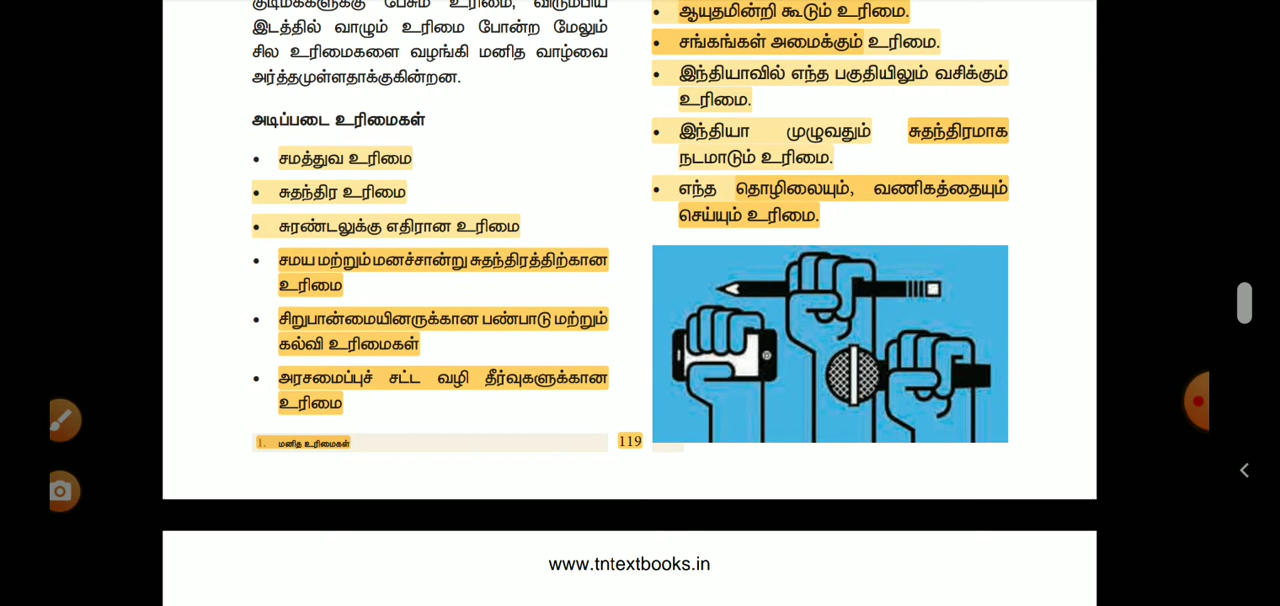 குடிமக்களுக்கு பேசும் உரிமை, விரும்பிய
இடத்தில் வாழும் உரிமை போன்ற மேலும்
சில உரிமைகளை வழங்கி மனித வாழ்வை
அர்த்தமுள்ளதாக்குகின்றன.
அடிப்படை உரிமைகள்
• சமத்துவ உரிமை
• சுதந்திர உரிமை
• சுரண்டலுக்கு எதிரான உரிமை
• சமய மற்றும் மனச்சான்று சுதந்திரத்திற்கான
உரிமை
• சிறுபான்மையினருக்கான பண்பாடு மற்றும்
கல்வி உரிமைகள்
• அரசமைப்புச் சட்ட வழி தீர்வுகளுக்கான
உரிமை
• ஆயுதமின்றி கூடும் உரிமை.
• சங்கங்கள் அமைக்கும் உரிமை.
• இந்தியாவில் எந்த பகுதியிலும் வசிக்கும்
உரிமை.
• இந்தியா முழுவதும் சுதந்திரமாக
நடமாடும் உரிமை.
• எந்த தொழிலையும், வணிகத்தையும்
செய்யும் உரிமை.
1. மனித உரிமைகள்
119
www.tntextbooks.in